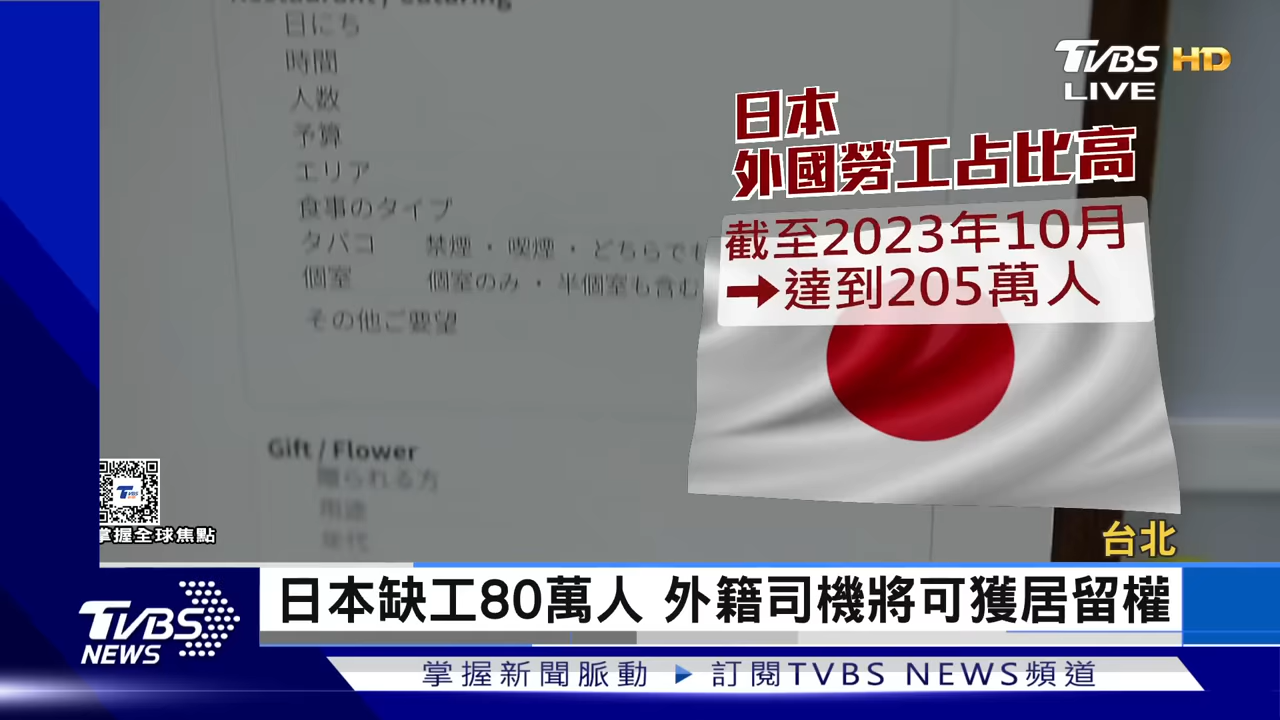 Restaurant / Catering
日にち
時間
人数
予算
エリア
食事のタイプ
タバコ 禁煙 ・ 喫煙 ・ どちらでも
個室 個室のみ ・ 半個室も含む
その他ご要望
Gift / Flower
贈られる方
用途
年代
TVBS HD
LIVE
日本
外國勞工占比高
截至2023年10月
➡達到205萬人
TVBS
掌握全球焦點
台北
日本缺工80萬人 外籍司機將可獲居留權
TVBS
NEWS
掌握新聞脈動 ▶ 訂閱TVBS NEWS頻道